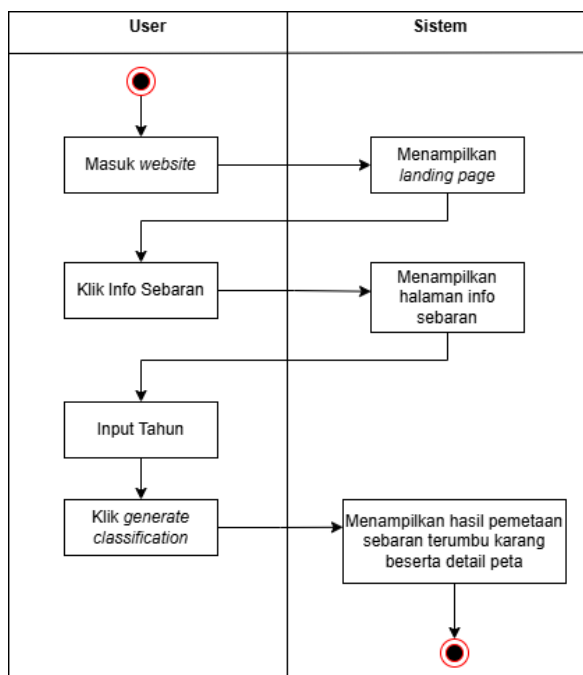 User
Sistem
Masuk website
Menampilkan
landing page
Klik Info Sebaran
Menampilkan
halaman info
sebaran
Input Tahun
Klik generate
classification
Menampilkan hasil pemetaan
sebaran terumbu karang
beserta detail peta